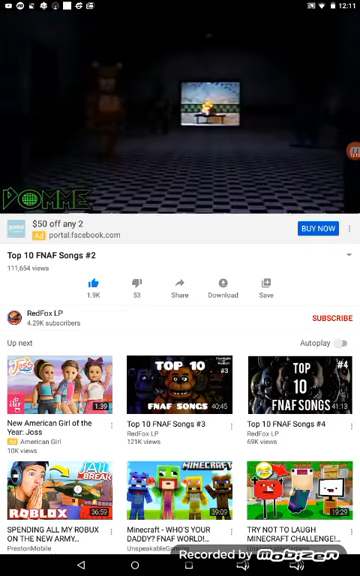 12:11
DOMME
$50 off any 2
Ad portal.facebook.com
BUY NOW
Top 10 FNAF Songs #2
111,654 views
1.9K
53
Share
Download
Save
RedFox LP
4.29K subscribers
SUBSCRIBE
Up next
Autoplay
Joss
1:39
TOP 10
#3
FNAF SONGS
40:45
TOP
10
#4
FNAF SONGS
41:13
New American Girl of the
Year: Joss
Ad American Girl
10K views
Top 10 FNAF Songs #3
RedFox LP
121K views
Top 10 FNAF Songs #4
RedFox LP
69K views
JAIL
BREAK
ROBLOX
36:59
MINECRAFT
39:09
19:29
SPENDING ALL MY ROBUX
ON THE NEW ARMY...
PrestonMobile
Minecraft - WHO'S YOUR
DADDY? FNAF WORLD!...
UnspeakableGaming
TRY NOT TO LAUGH
MINECRAFT CHALLENGE!...
Recorded by mobizen